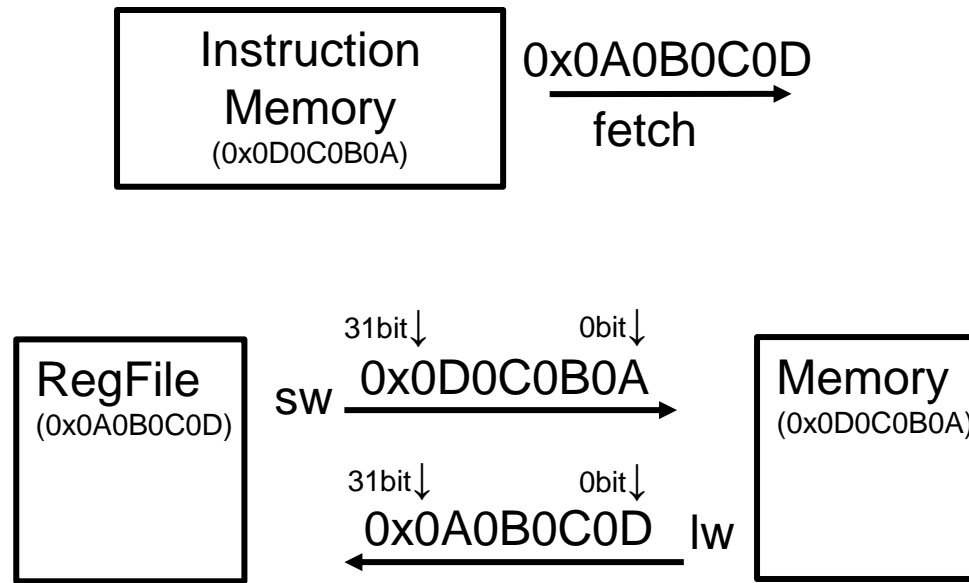 Instruction
Memory
(0x0D0C0B0A)
0x0A0B0C0D
fetch
RegFile
(0x0A0B0C0D)
31bit↓ 0bit↓
sw 0x0D0C0B0A
31bit↓ 0bit↓
0x0A0B0C0D lw
Memory
(0x0D0C0B0A)